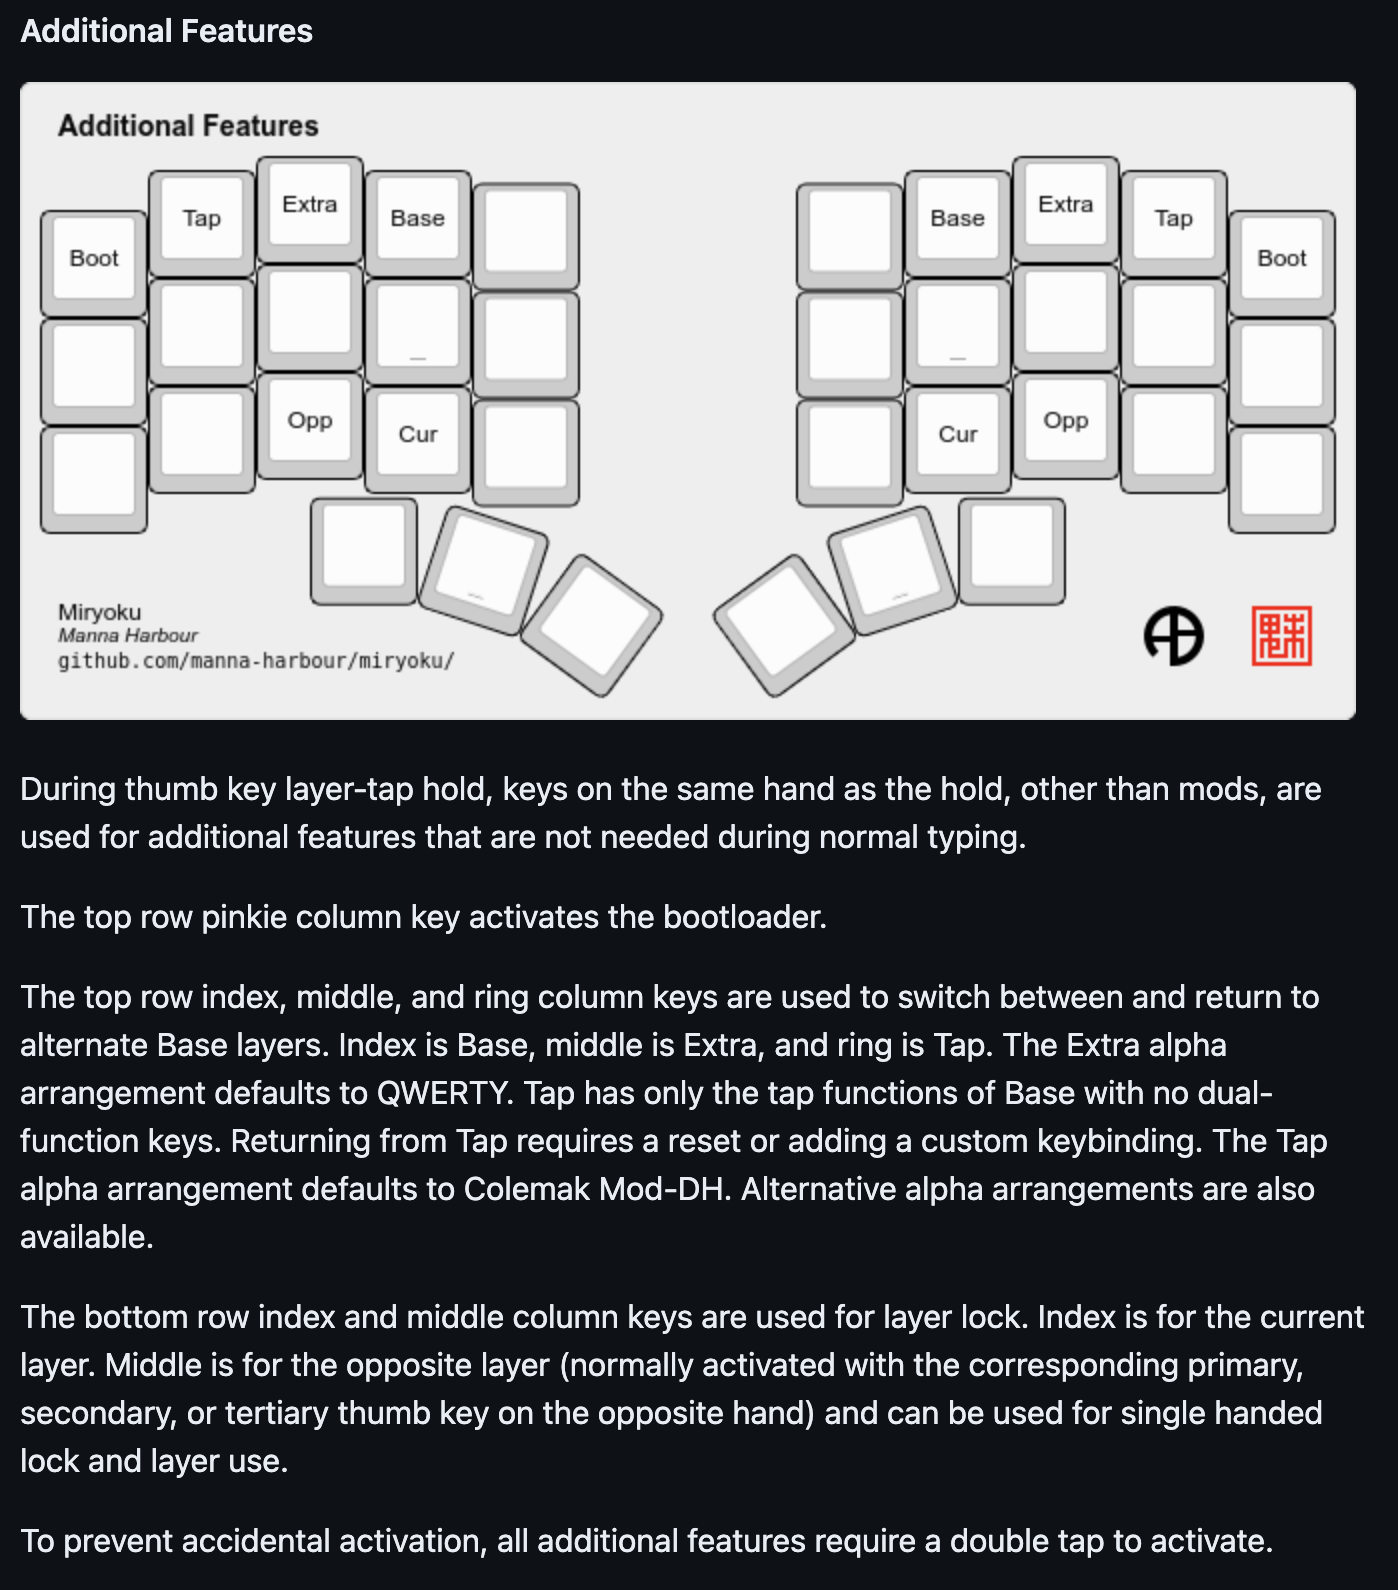 Additional Features
Additional Features
Boot
Tap
Extra
Base
Base
Extra
Tap
Boot
_
_
Opp
Cur
Cur
Opp
_
_
Miryoku
Manna Harbour
github.com/manna-harbour/miryoku/
During thumb key layer-tap hold, keys on the same hand as the hold, other than mods, are
used for additional features that are not needed during normal typing.
The top row pinkie column key activates the bootloader.
The top row index, middle, and ring column keys are used to switch between and return to
alternate Base layers. Index is Base, middle is Extra, and ring is Tap. The Extra alpha
arrangement defaults to QWERTY. Tap has only the tap functions of Base with no dual-
function keys. Returning from Tap requires a reset or adding a custom keybinding. The Tap
alpha arrangement defaults to Colemak Mod-DH. Alternative alpha arrangements are also
available.
The bottom row index and middle column keys are used for layer lock. Index is for the current
layer. Middle is for the opposite layer (normally activated with the corresponding primary,
secondary, or tertiary thumb key on the opposite hand) and can be used for single handed
lock and layer use.
To prevent accidental activation, all additional features require a double tap to activate.